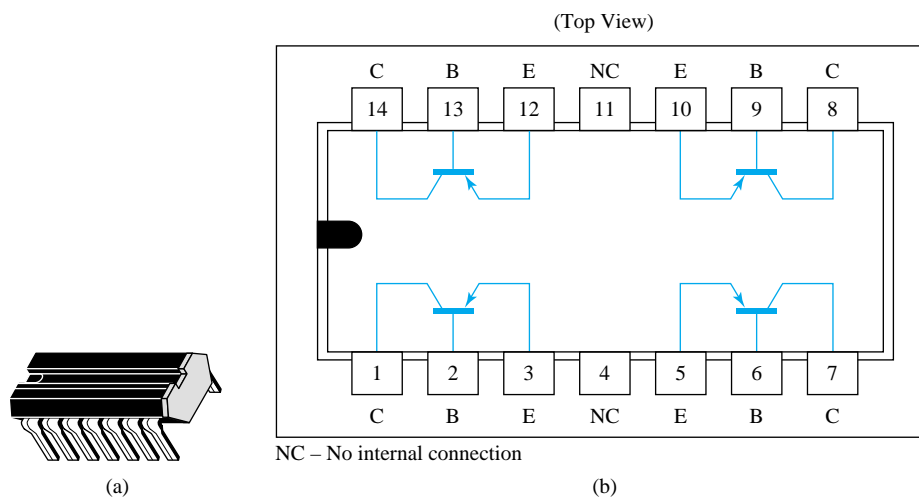 (Top View)
C B E NC E B C
14 13 12 11 10 9 8
1 2 3 4 5 6 7
C B E NC E B C
NC – No internal connection
(a) (b)